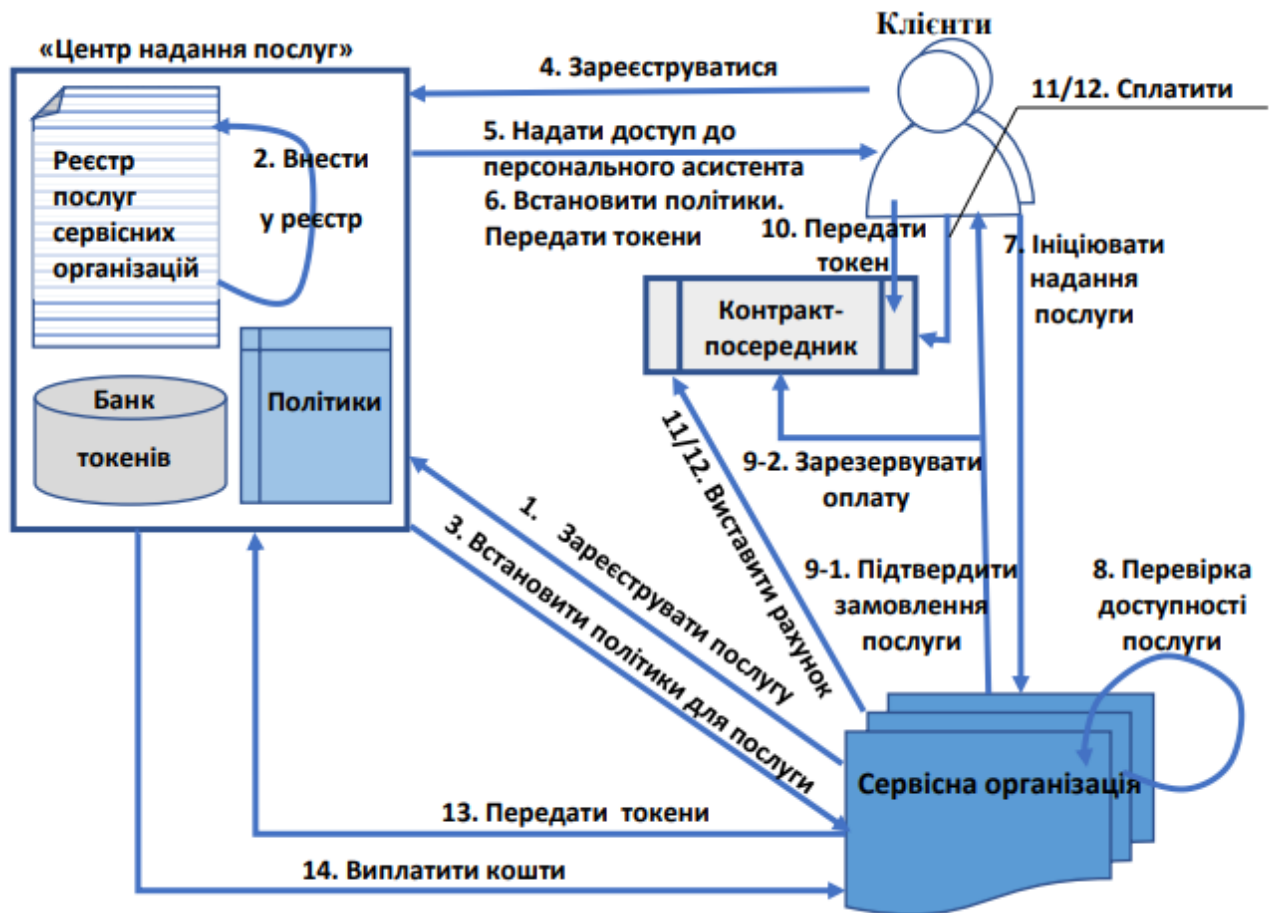 Клієнти
«Центр надання послуг»
4. Зареєструватися
11/12. Сплатити
5. Надати доступ до
персонального асистента
6. Встановити політики.
Передати токени
Реєстр
послуг
сервісних
організацій
2. Внести
у реєстр
10. Передати
токен
7. Ініціювати
надання
послуги
Контракт-
посередник
Банк
токенів
Політики
11/12. Виставити рахунок
9-2. Зарезервувати
оплату
1. Зареєструвати послугу
3. Встановити політики для послуги
9-1. Підтвердити
замовлення
послуги
8. Перевірка
доступності
послуги
Сервісна організація
13. Передати токени
14. Виплатити кошти